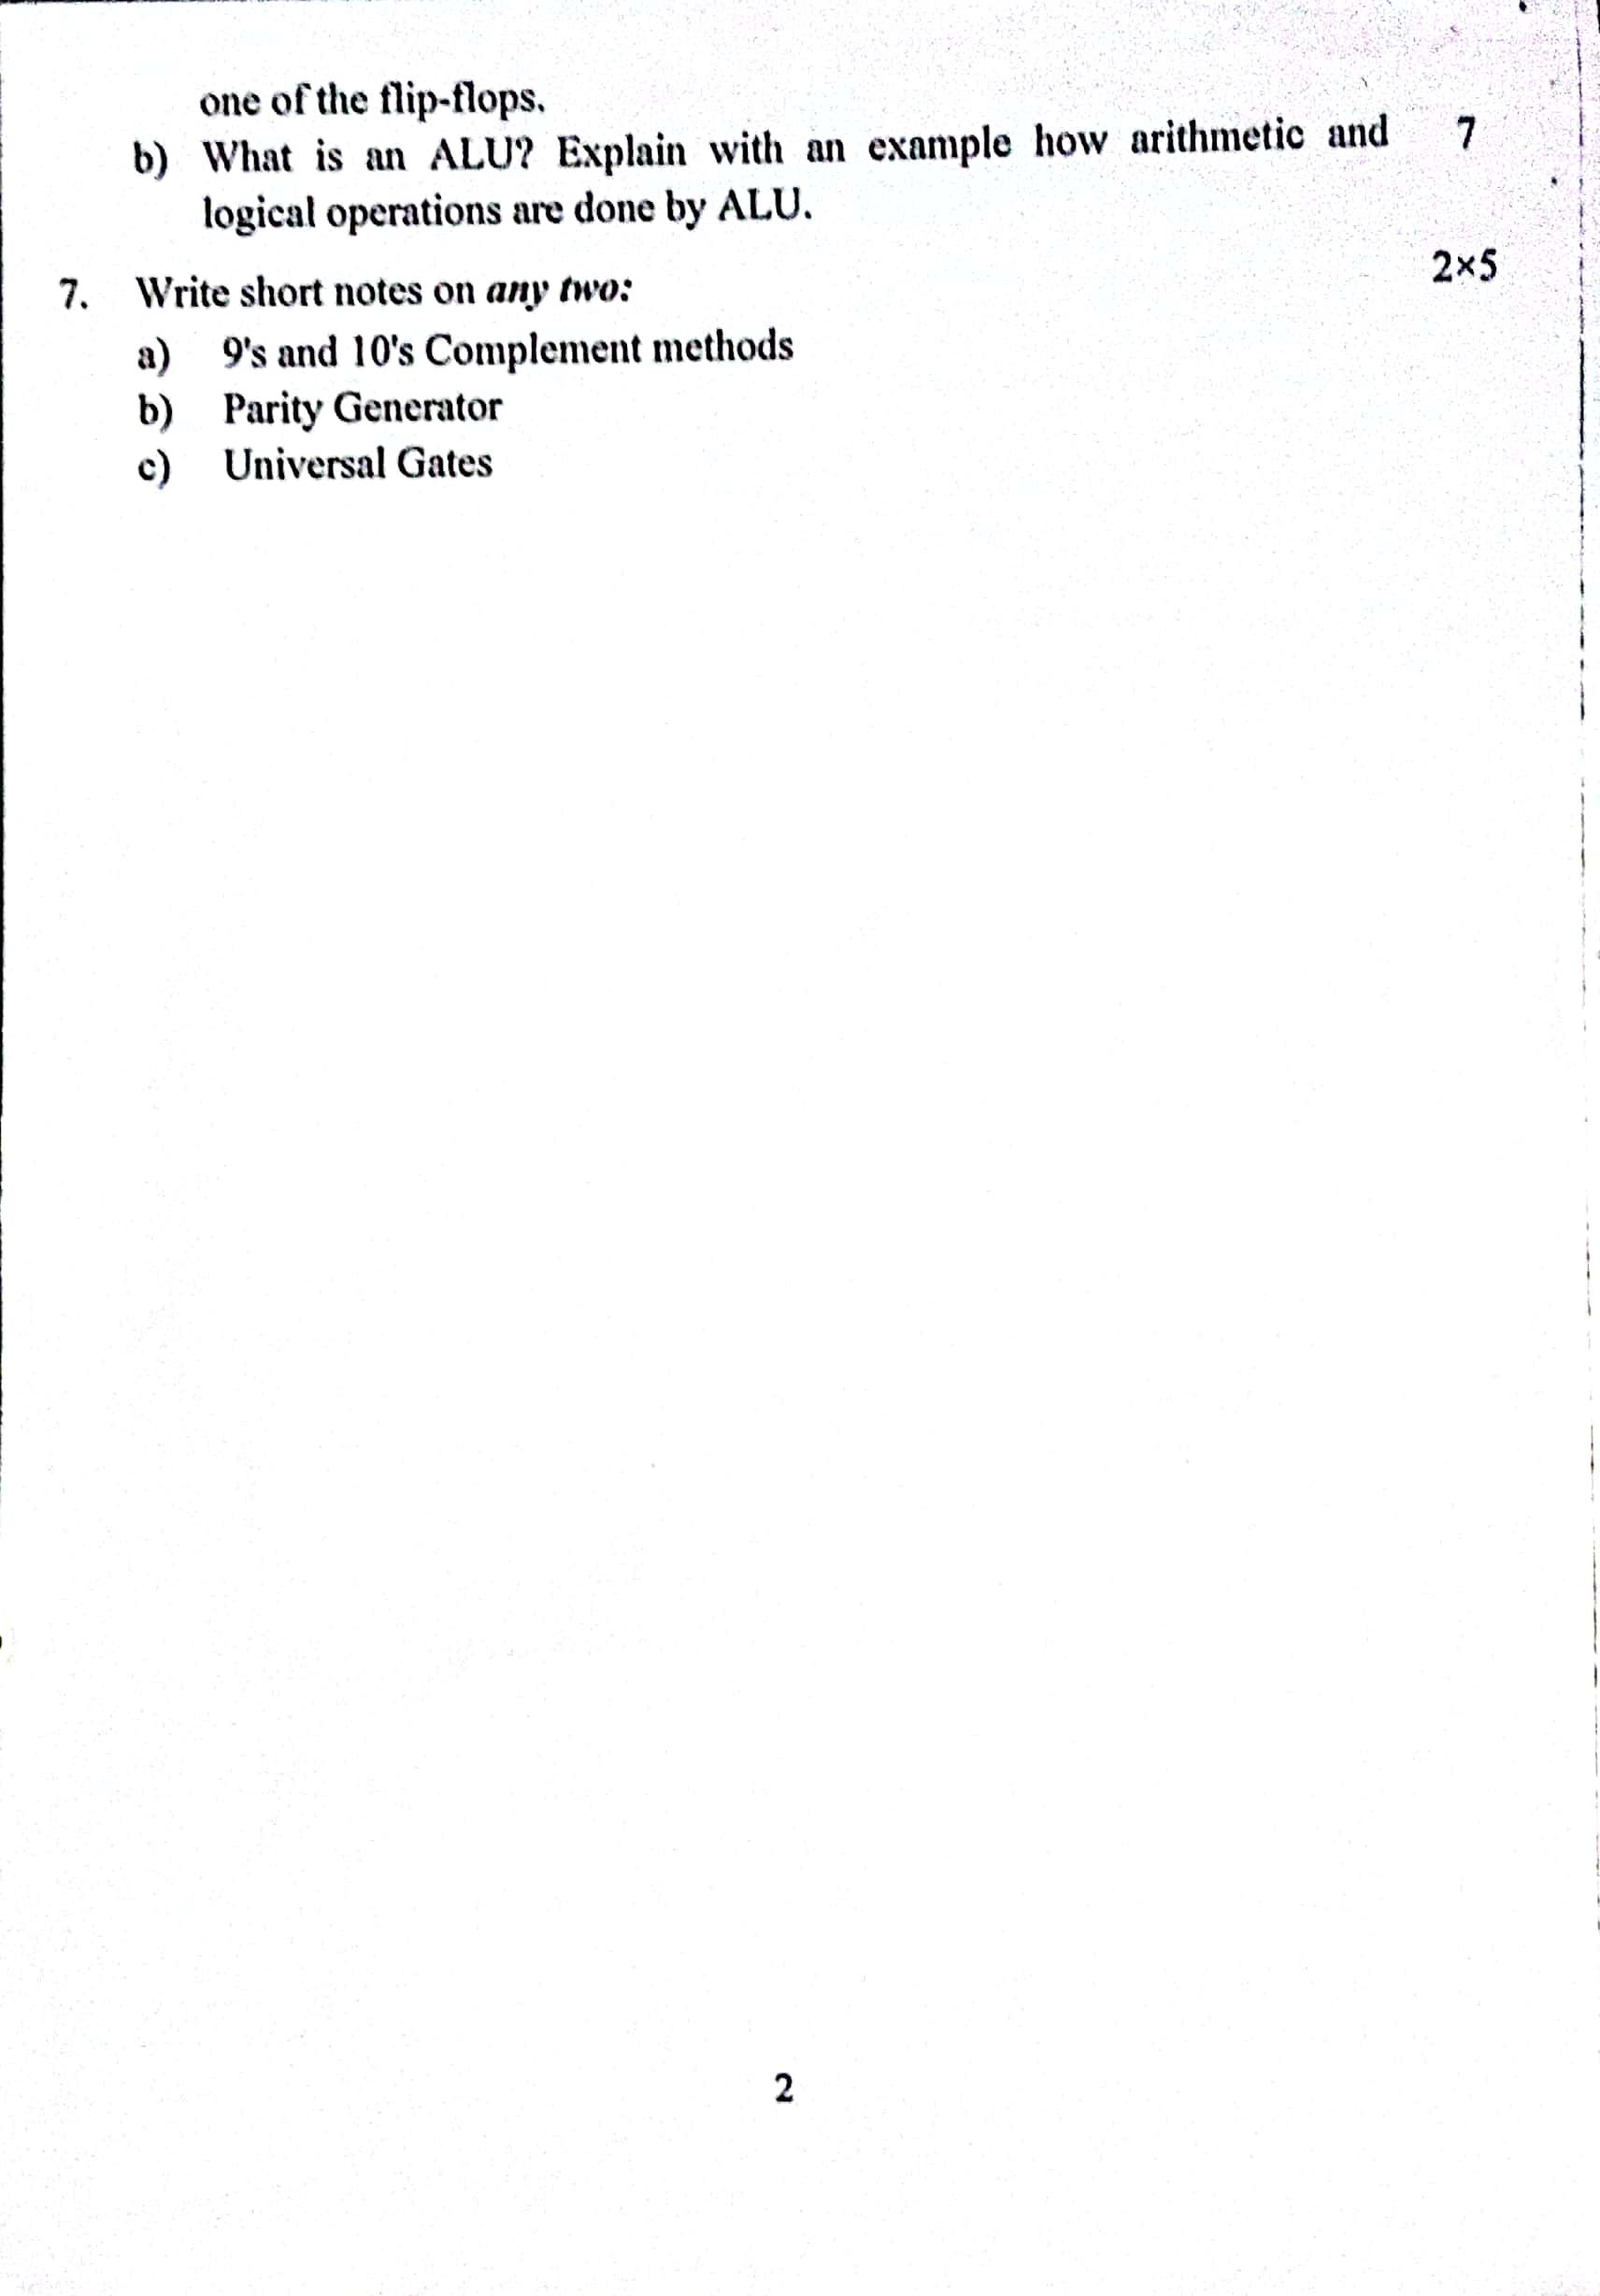 one of the flip-flops.
b) What is an ALU? Explain with an example how arithmetic and 7
logical operations are done by ALU.
7. Write short notes on any two: 2×5
a) 9's and 10's Complement methods
b) Parity Generator
c) Universal Gates
2